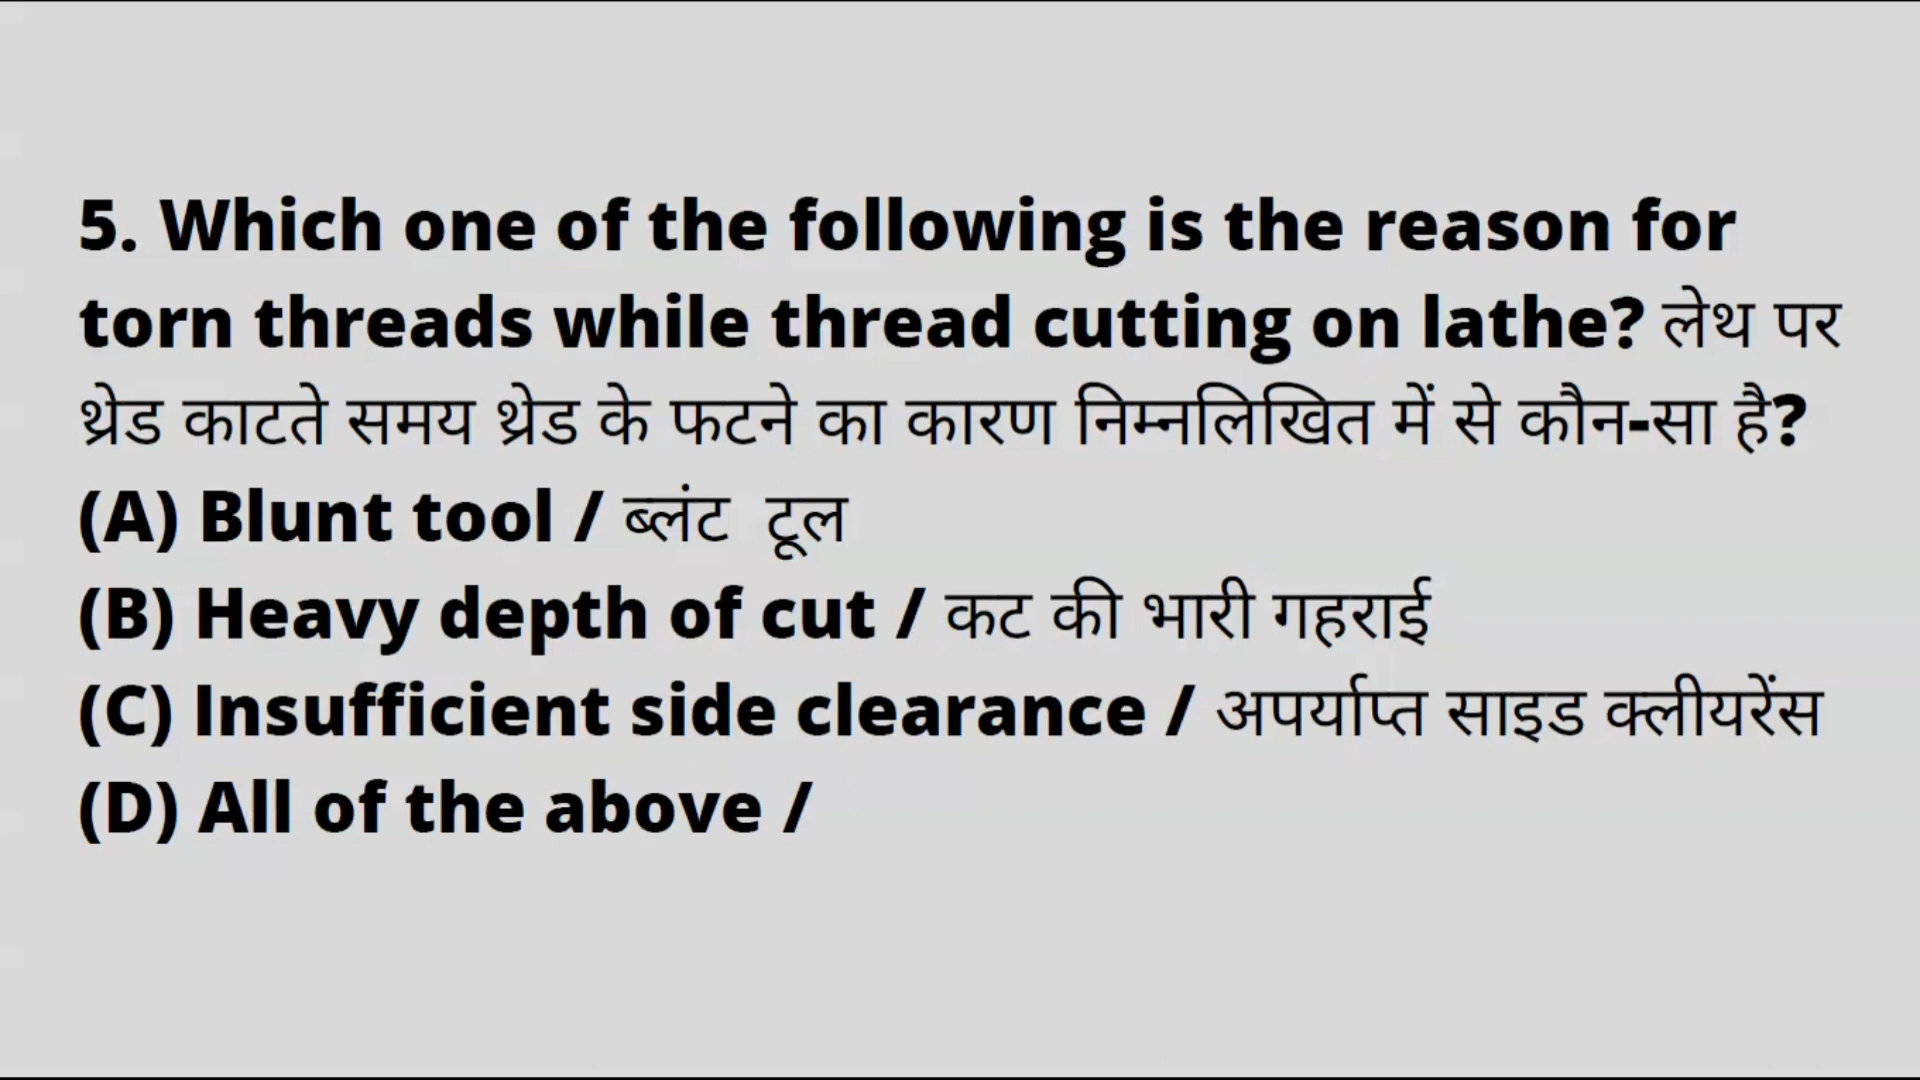 5. Which one of the following is the reason for
torn threads while thread cutting on lathe? लेथ पर
थ्रेड काटते समय थ्रेड के फटने का कारण निम्नलिखित में से कौन-सा है?
(A) Blunt tool / ब्लंट टूल
(B) Heavy depth of cut / कट की भारी गहराई
(C) Insufficient side clearance / अपर्याप्त साइड क्लीयरेंस
(D) All of the above /